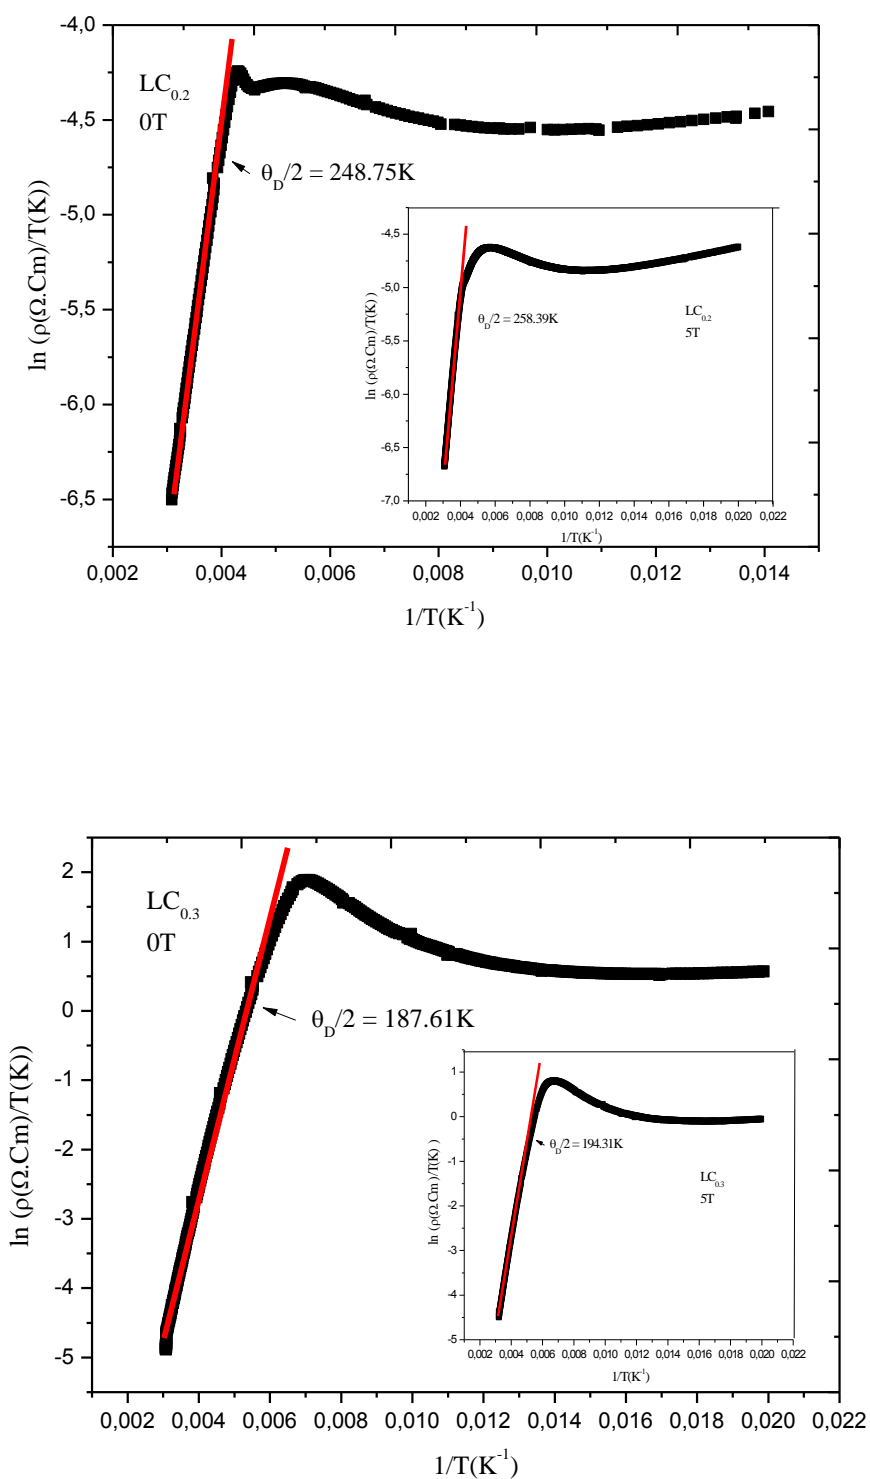 -4,0
-4,5
-5,0
-5,5
-6,0
-6,5
ln (ρ(Ω.Cm)/T(K))
LC0.2
0T
θD/2 = 248.75K
0,002 0,004 0,006 0,008 0,010 0,012 0,014
1/T(K-1)
-4,5
-5,0
-5,5
-6,0
-6,5
-7,0
ln (ρ(Ω.Cm)/T(K))
θD/2 = 258.39K
LC0.2
5T
0,002 0,004 0,006 0,008 0,010 0,012 0,014 0,016 0,018 0,020 0,022
1/T(K-1)
2
1
0
-1
-2
-3
-4
-5
ln (ρ(Ω.Cm)/T(K))
LC0.3
0T
θD/2 = 187.61K
0,002 0,004 0,006 0,008 0,010 0,012 0,014 0,016 0,018 0,020 0,022
1/T(K-1)
1
0
-1
-2
-3
-4
-5
ln (ρ(Ω.Cm)/T(K) )
θD/2 = 194.31K
LC0.3
5T
0,002 0,004 0,006 0,008 0,010 0,012 0,014 0,016 0,018 0,020 0,022
1/T(K-1)